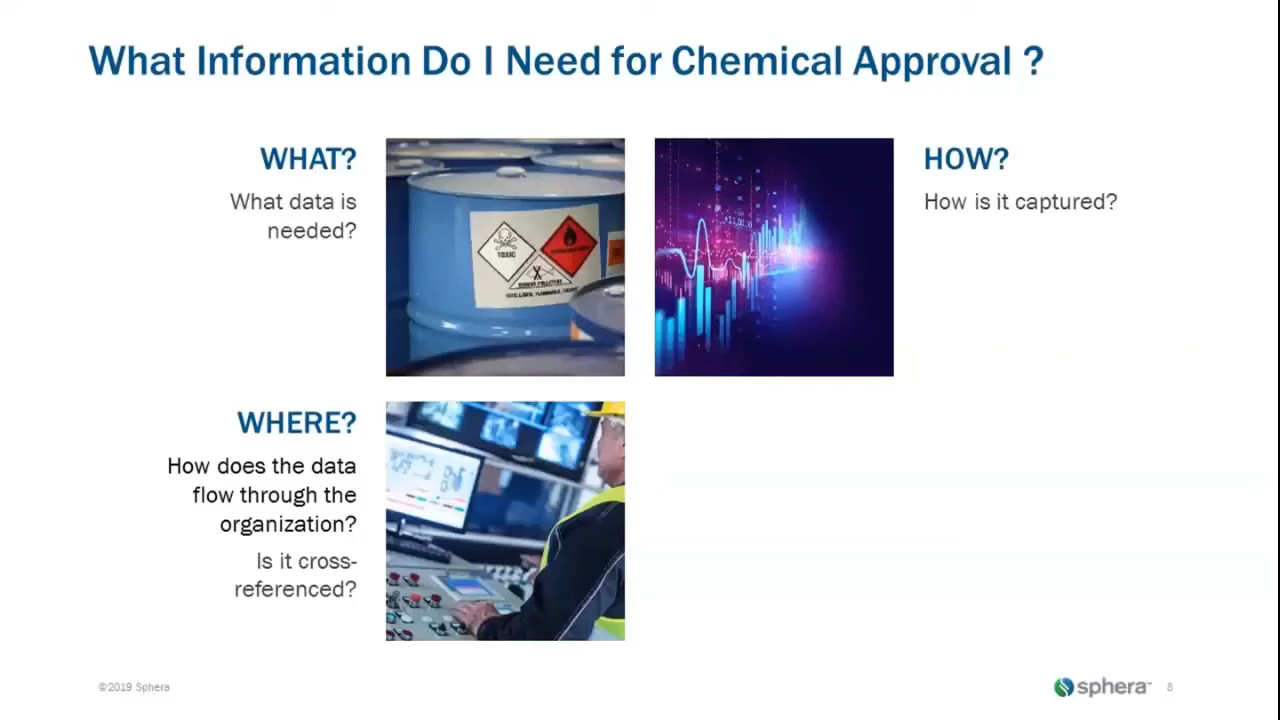 What Information Do I Need for Chemical Approval ?
WHAT?
What data is
needed?
TOXIC
HOW?
How is it captured?
WHERE?
How does the data
flow through the
organization?
Is it cross-
referenced?
©2019 Sphera
sphera™
8